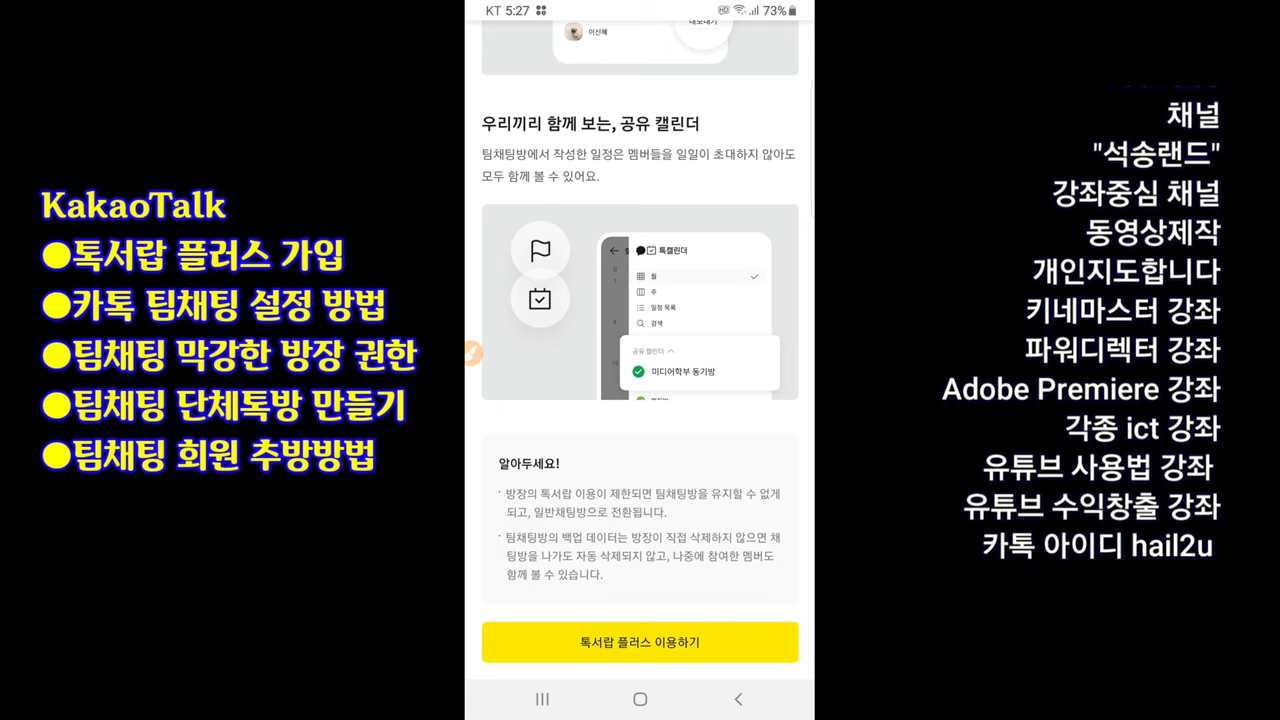 KakaoTalk
●톡서랍 플러스 가입
●카톡 팀채팅 설정 방법
●팀채팅 막강한 방장 권한
●팀채팅 단체톡방 만들기
●팀채팅 회원 추방방법
KT 5:27
73%
이신혜
내보내기
우리끼리 함께 보는, 공유 캘린더
팀채팅방에서 작성한 일정은 멤버들을 일일이 초대하지 않아도
모두 함께 볼 수 있어요.
톡캘린더
월
주
일정 목록
검색
공유 캘린더
미디어학부 동기방
알아두세요!
· 방장의 톡서랍 이용이 제한되면 팀채팅방을 유지할 수 없게
되고, 일반채팅방으로 전환됩니다.
· 팀채팅방의 백업 데이터는 방장이 직접 삭제하지 않으면 채
팅방을 나가도 자동 삭제되지 않고, 나중에 참여한 멤버도
함께 볼 수 있습니다.
톡서랍 플러스 이용하기
채널
"석송랜드"
강좌중심 채널
동영상제작
개인지도합니다
키네마스터 강좌
파워디렉터 강좌
Adobe Premiere 강좌
각종 ict 강좌
유튜브 사용법 강좌
유튜브 수익창출 강좌
카톡 아이디 hail2u